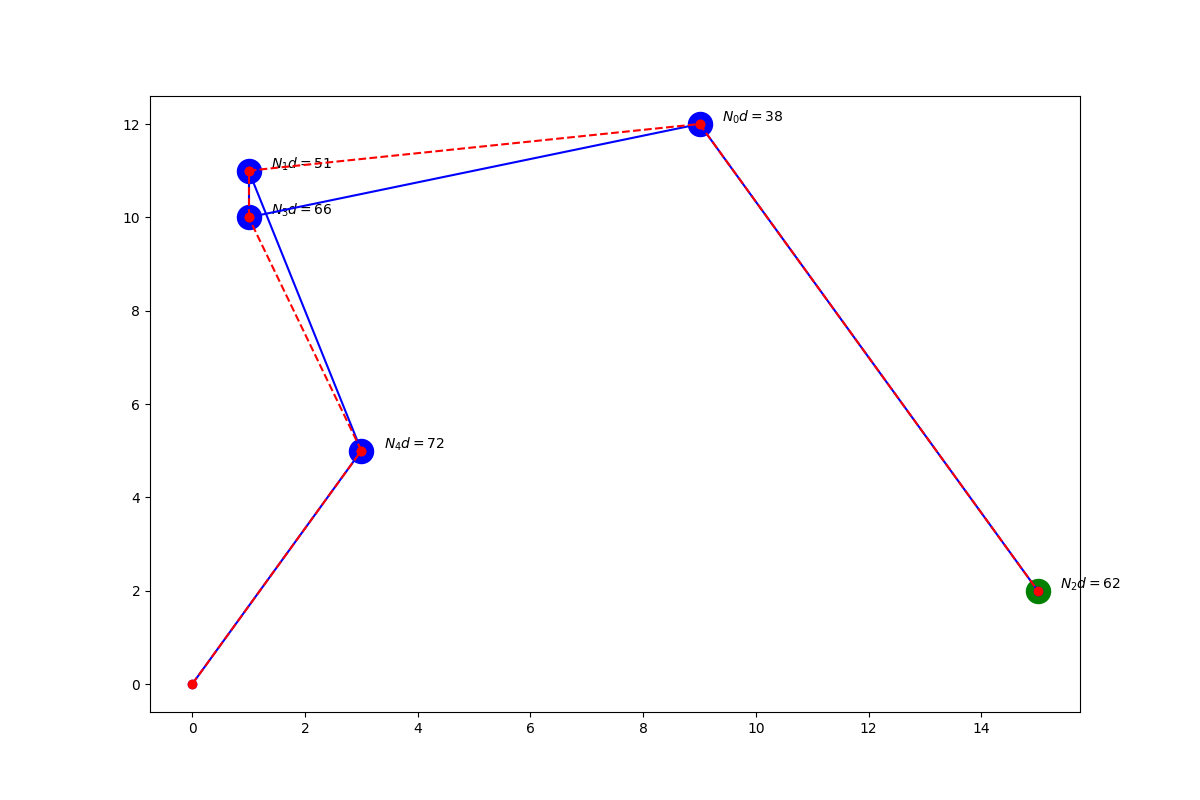 12
N₀d = 38
N₁d = 51
10
N₃d = 66
8
6
N₄d = 72
4
2
N₂d = 62
0
0 2 4 6 8 10 12 14